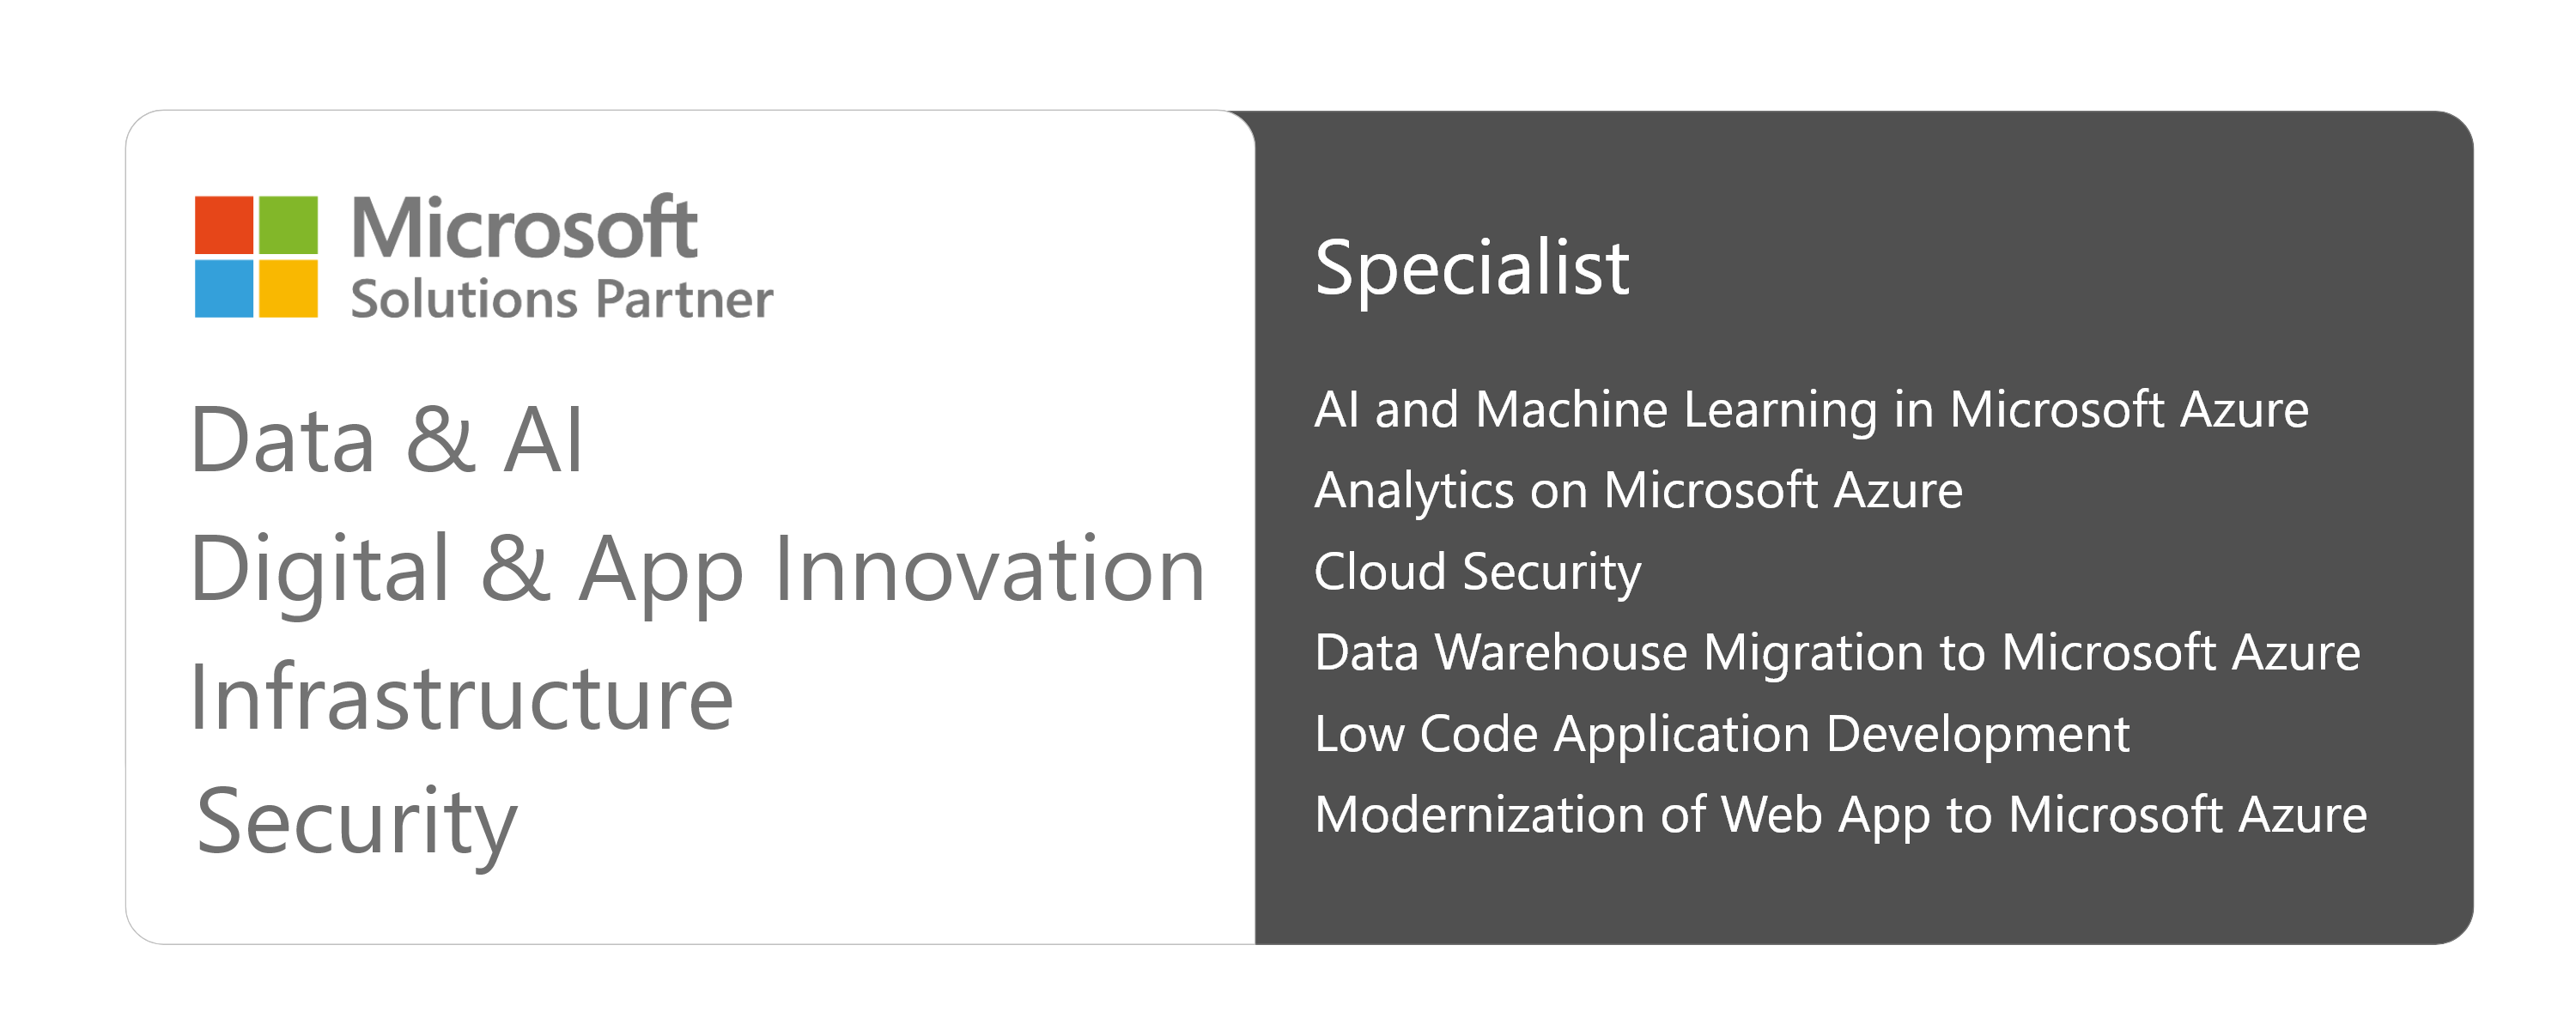 Microsoft
Solutions Partner
Data & AI
Digital & App Innovation
Infrastructure
Security
Specialist
AI and Machine Learning in Microsoft Azure
Analytics on Microsoft Azure
Cloud Security
Data Warehouse Migration to Microsoft Azure
Low Code Application Development
Modernization of Web App to Microsoft Azure